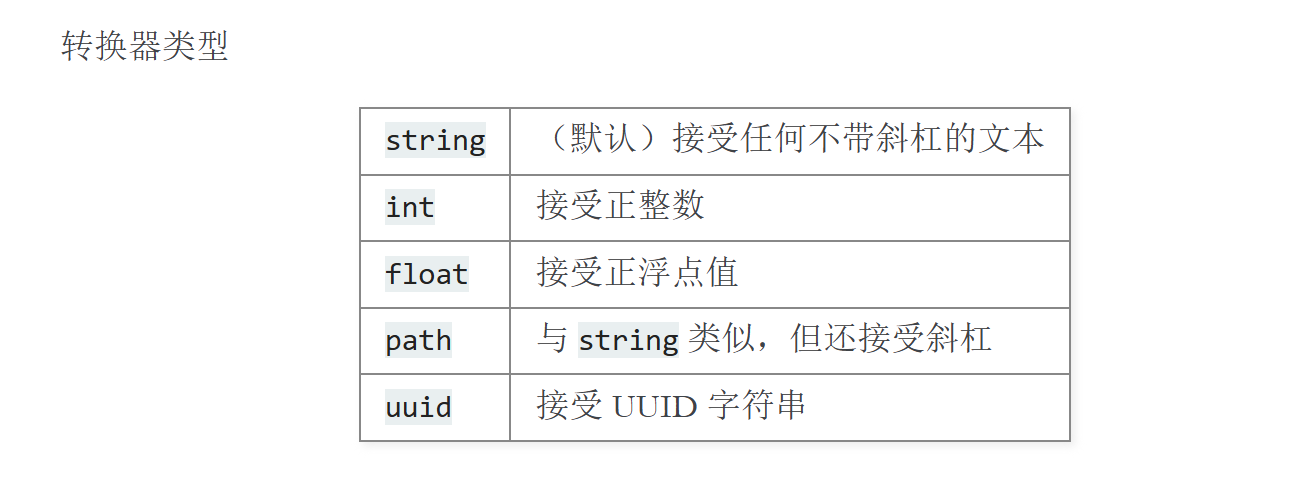 转换器类型
string （默认）接受任何不带斜杠的文本
int 接受正整数
float 接受正浮点值
path 与 string 类似，但还接受斜杠
uuid 接受 UUID 字符串